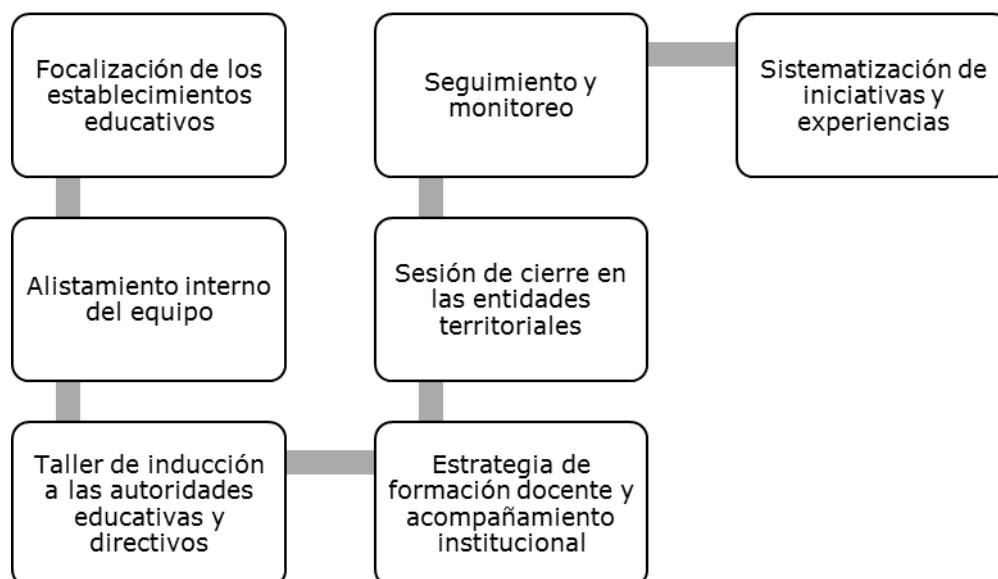 Focalización de los
establecimientos
educativos
Alistamiento interno
del equipo
Taller de inducción
a las autoridades
educativas y
directivos
Estrategia de
formación docente y
acompañamiento
institucional
Sesión de cierre en
las entidades
territoriales
Seguimiento y
monitoreo
Sistematización de
iniciativas y
experiencias